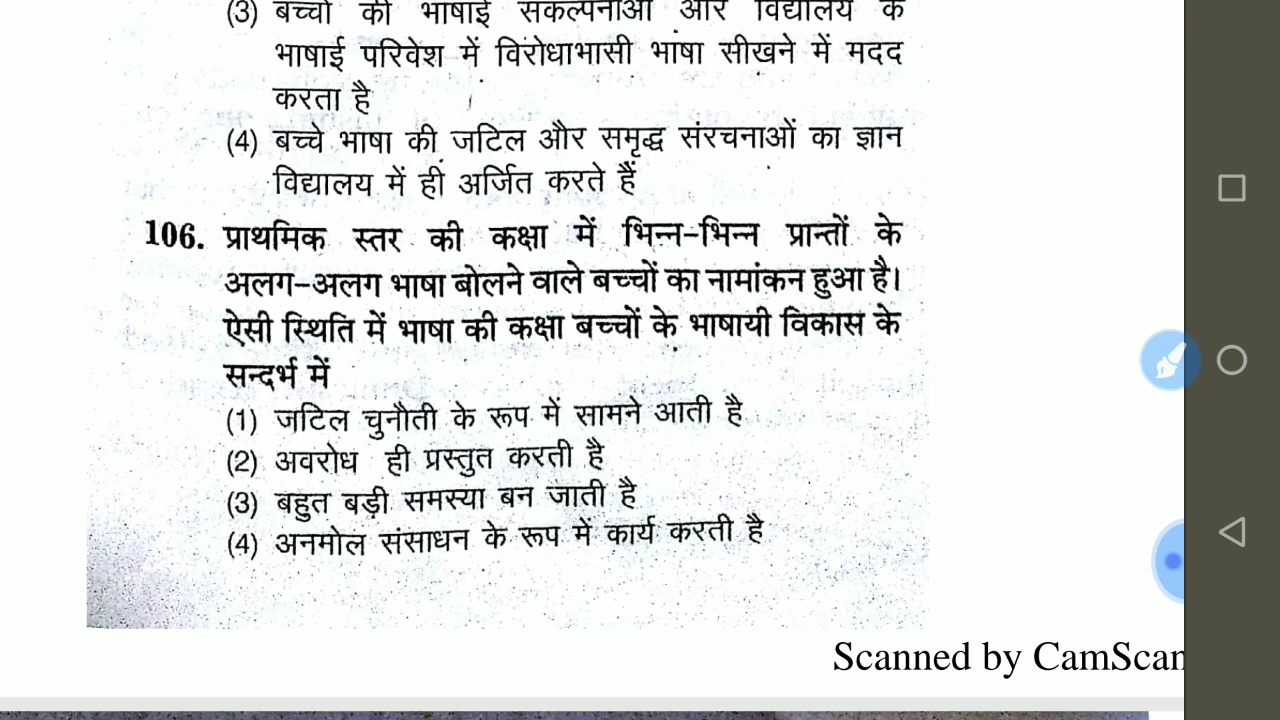 (3) बच्चों की भाषाई संकल्पनाओं और विद्यालय के
भाषाई परिवेश में विरोधाभासी भाषा सीखने में मदद
करता है
(4) बच्चे भाषा की जटिल और समृद्ध संरचनाओं का ज्ञान
विद्यालय में ही अर्जित करते हैं
106. प्राथमिक स्तर की कक्षा में भिन्न-भिन्न प्रान्तों के
अलग-अलग भाषा बोलने वाले बच्चों का नामांकन हुआ है।
ऐसी स्थिति में भाषा की कक्षा बच्चों के भाषायी विकास के
सन्दर्भ में
(1) जटिल चुनौती के रूप में सामने आती है
(2) अवरोध ही प्रस्तुत करती है
(3) बहुत बड़ी समस्या बन जाती है
(4) अनमोल संसाधन के रूप में कार्य करती है
Scanned by CamScan